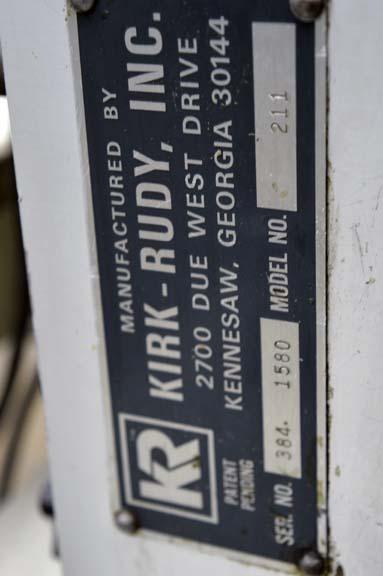 MANUFACTURED BY
KIRK-RUDY, INC.
2700 DUE WEST DRIVE
KENNESAW, GEORGIA 30144
KR
PATENT
PENDING
SER. NO. 384. 1580 MODEL NO. 211